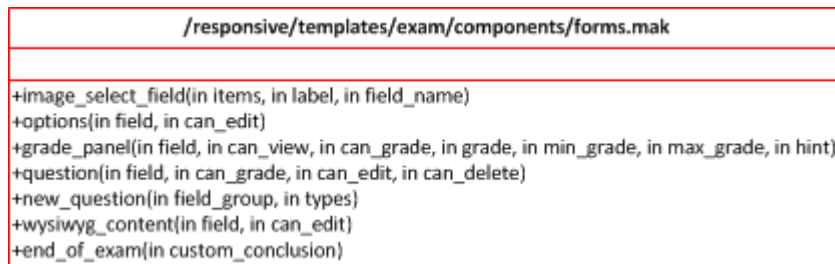 /responsive/templates/exam/components/forms.mak
+image_select_field(in items, in label, in field_name)
+options(in field, in can_edit)
+grade_panel(in field, in can_view, in can_grade, in grade, in min_grade, in max_grade, in hint)
+question(in field, in can_grade, in can_edit, in can_delete)
+new_question(in field_group, in types)
+wysiwyg_content(in field, in can_edit)
+end_of_exam(in custom_conclusion)